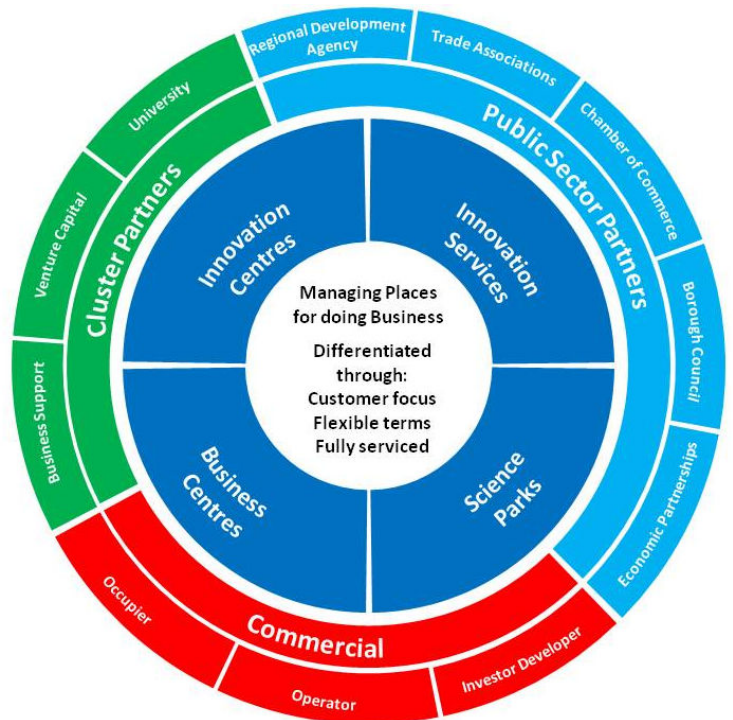 Regional Development
Agency
Trade Associations
Chamber of Commerce
Borough Council
Economic Partnerships
Investor Developer
Operator
Occupier
Business Support
Venture Capital
University
Public Sector Partners
Commercial
Cluster Partners
Innovation
Centres
Innovation
Services
Science
Parks
Business
Centres
Managing Places
for doing Business
Differentiated
through:
Customer focus
Flexible terms
Fully serviced